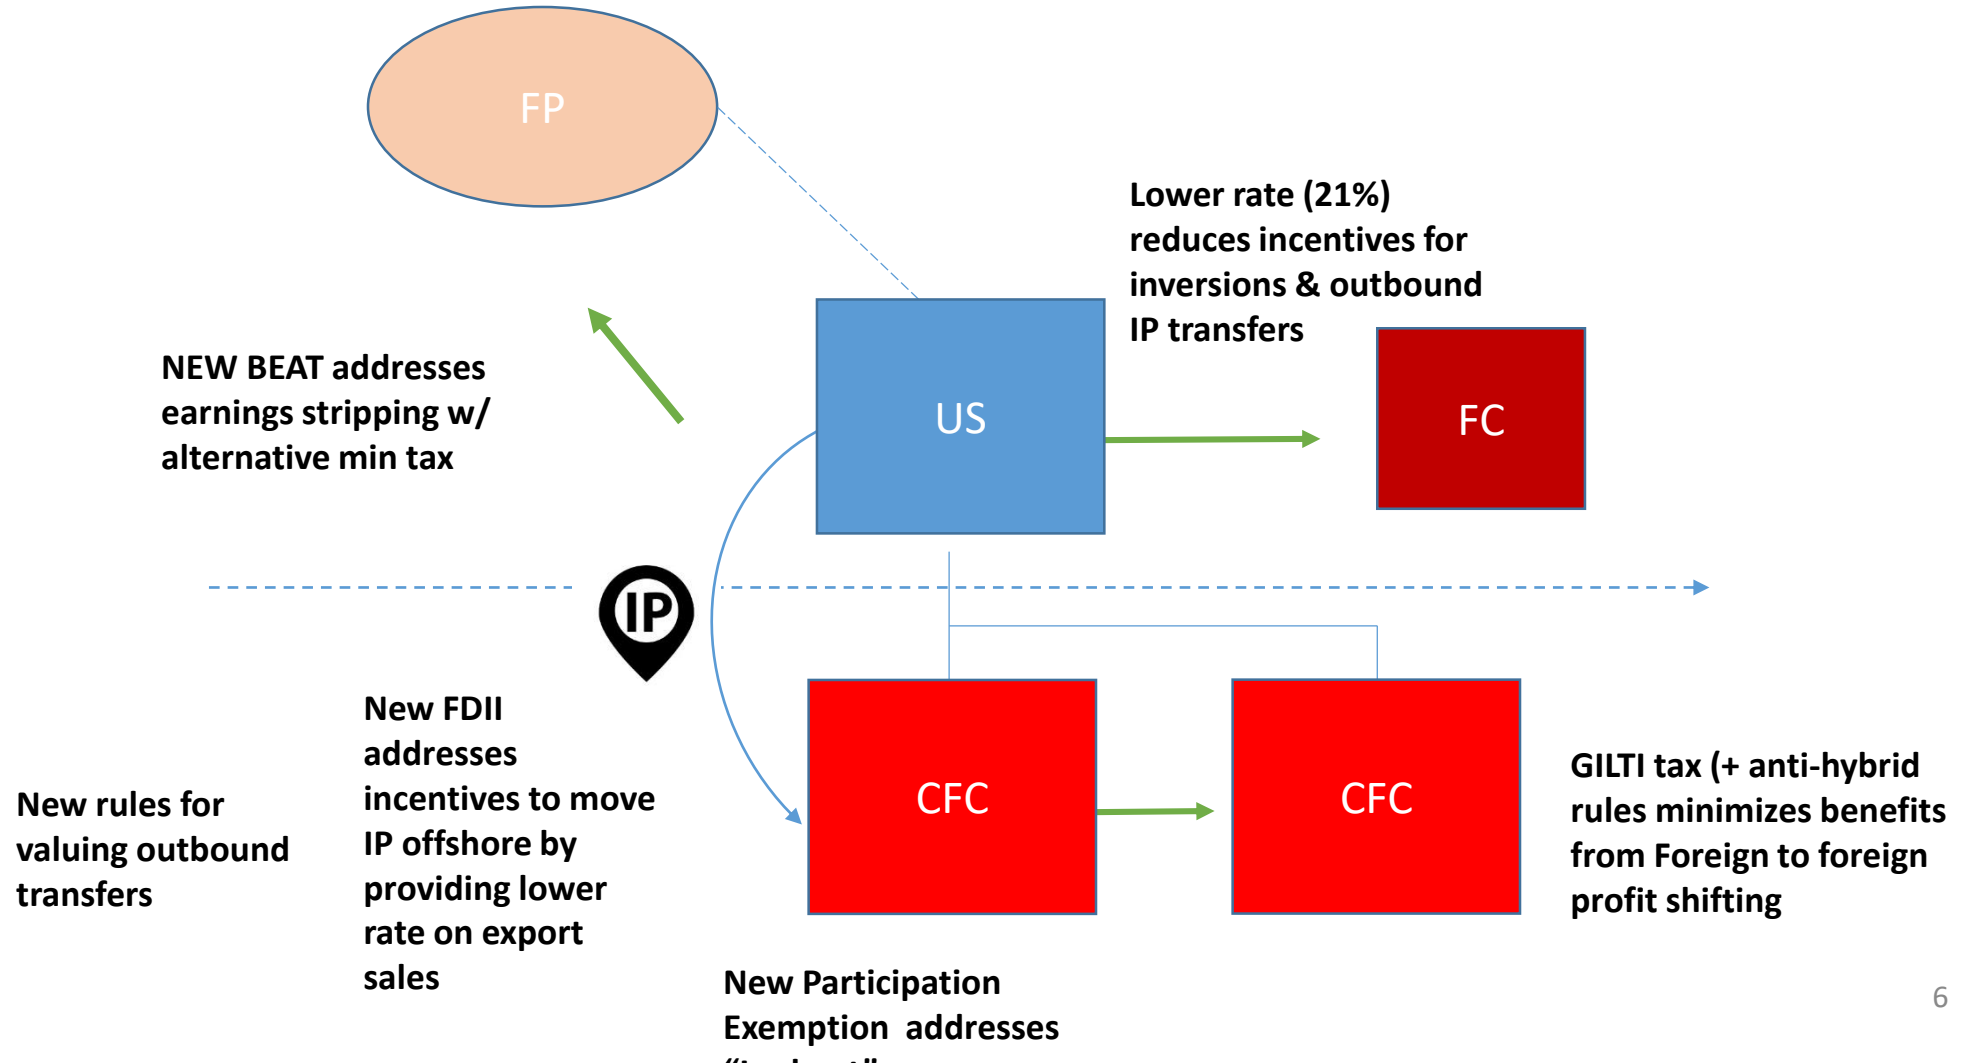 FP
Lower rate (21%)
reduces incentives for
inversions & outbound
IP transfers
NEW BEAT addresses
earnings stripping w/
alternative min tax
US
FC
IP
New FDII
addresses
incentives to move
IP offshore by
providing lower
rate on export
sales
New rules for
valuing outbound
transfers
CFC
CFC
GILTI tax (+ anti-hybrid
rules minimizes benefits
from Foreign to foreign
profit shifting
New Participation
Exemption addresses
6